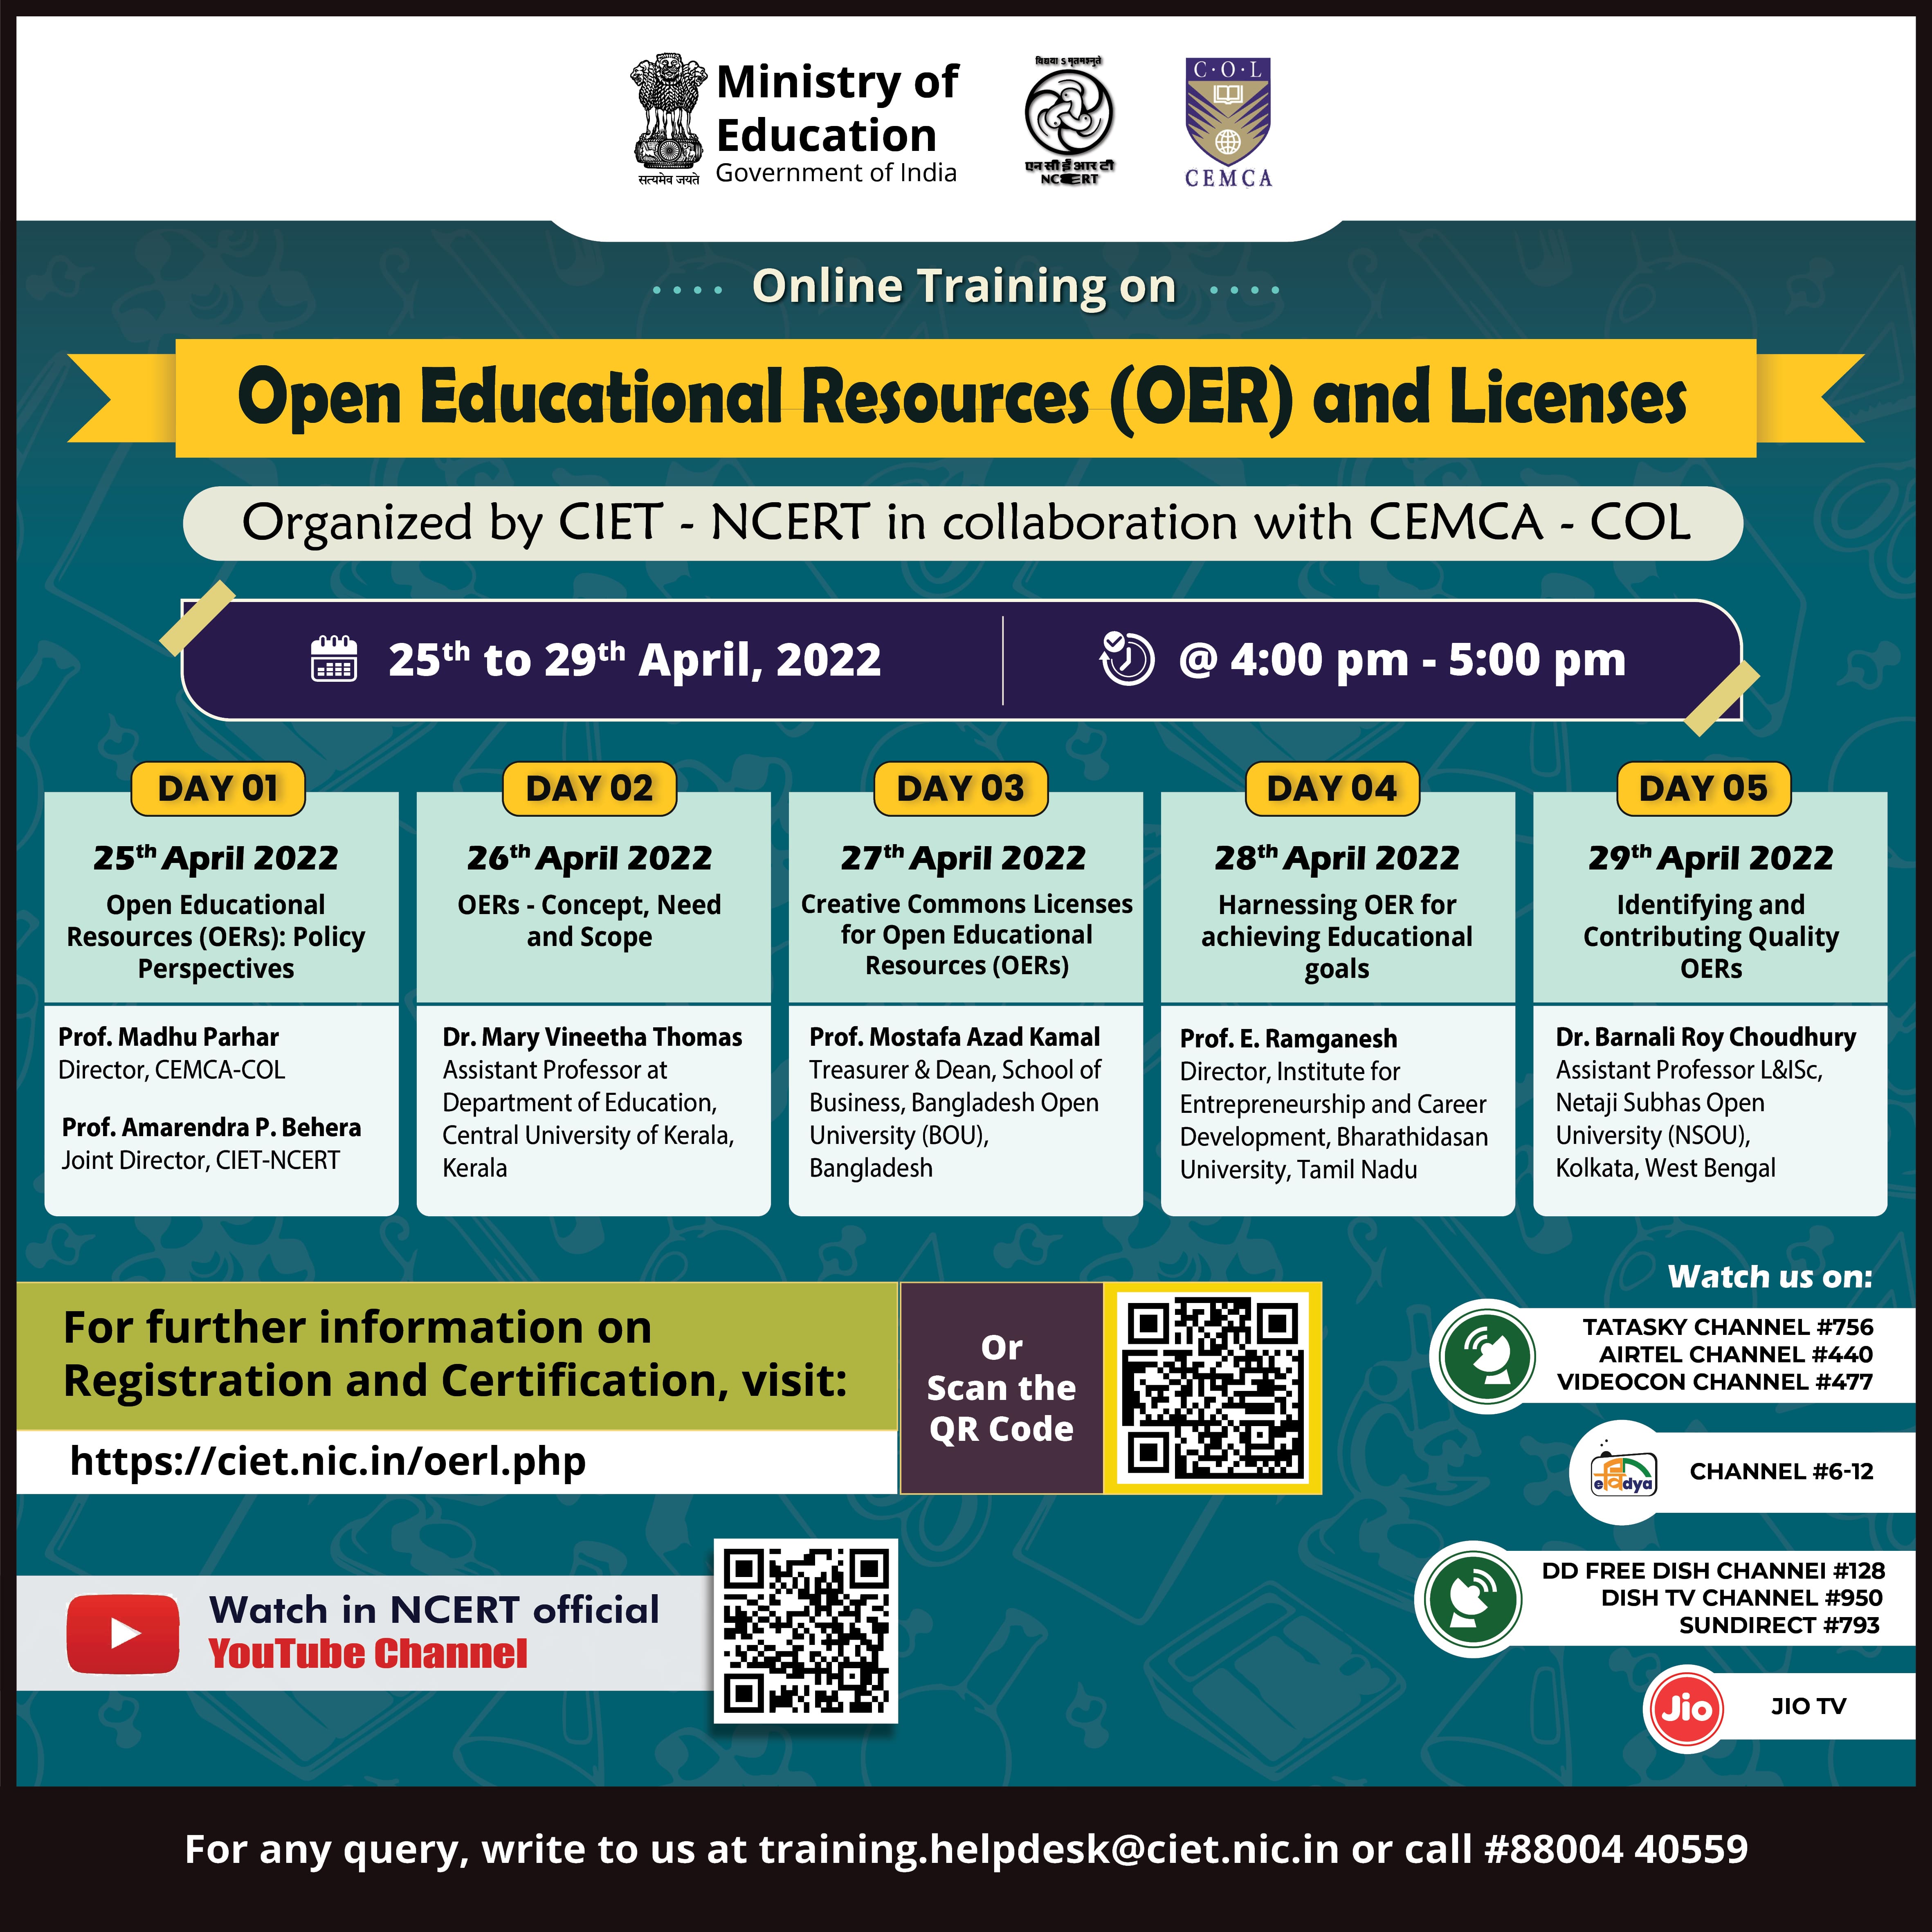 Ministry of
Education
Government of India
सत्यमेव जयते
विद्यया ऽ मृतमश्नुते
एन सी ई आर टी
NCERT
C·O·L
CEMCA
Online Training on
Open Educational Resources (OER) and Licenses
Organized by CIET - NCERT in collaboration with CEMCA - COL
25th to 29th April, 2022
@ 4:00 pm - 5:00 pm
DAY 01
25th April 2022
Open Educational
Resources (OERs): Policy
Perspectives
Prof. Madhu Parhar
Director, CEMCA-COL
Prof. Amarendra P. Behera
Joint Director, CIET-NCERT
DAY 02
26th April 2022
OERs - Concept, Need
and Scope
Dr. Mary Vineetha Thomas
Assistant Professor at
Department of Education,
Central University of Kerala,
Kerala
DAY 03
27th April 2022
Creative Commons Licenses
for Open Educational
Resources (OERs)
Prof. Mostafa Azad Kamal
Treasurer & Dean, School of
Business, Bangladesh Open
University (BOU),
Bangladesh
DAY 04
28th April 2022
Harnessing OER for
achieving Educational
goals
Prof. E. Ramganesh
Director, Institute for
Entrepreneurship and Career
Development, Bharathidasan
University, Tamil Nadu
DAY 05
29th April 2022
Identifying and
Contributing Quality
OERs
Dr. Barnali Roy Choudhury
Assistant Professor L&ISc,
Netaji Subhas Open
University (NSOU),
Kolkata, West Bengal
For further information on
Registration and Certification, visit:
https://ciet.nic.in/oerl.php
Or
Scan the
QR Code
Watch in NCERT official
YouTube Channel
Watch us on:
TATASKY CHANNEL #756
AIRTEL CHANNEL #440
VIDEOCON CHANNEL #477
eविdya
CHANNEL #6-12
DD FREE DISH CHANNEl #128
DISH TV CHANNEL #950
SUNDIRECT #793
Jio
JIO TV
For any query, write to us at training.helpdesk@ciet.nic.in or call #88004 40559